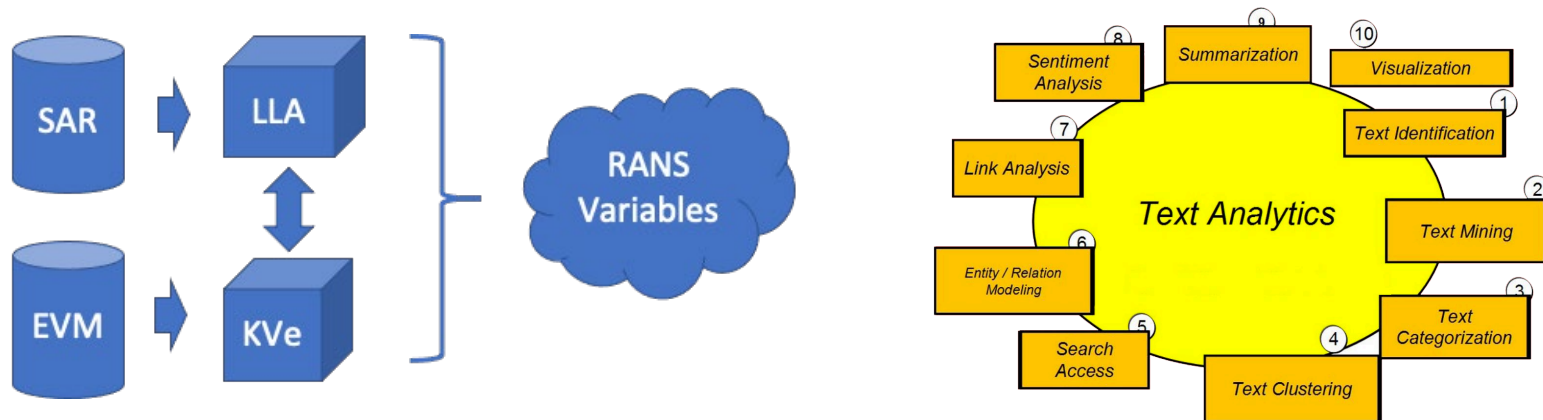 SAR
LLA
EVM
KVe
RANS
Variables
Text Analytics
1
Text Identification
2
Text Mining
3
Text
Categorization
4
Text Clustering
5
Search
Access
6
Entity / Relation
Modeling
7
Link Analysis
8
Sentiment
Analysis
9
Summarization
10
Visualization